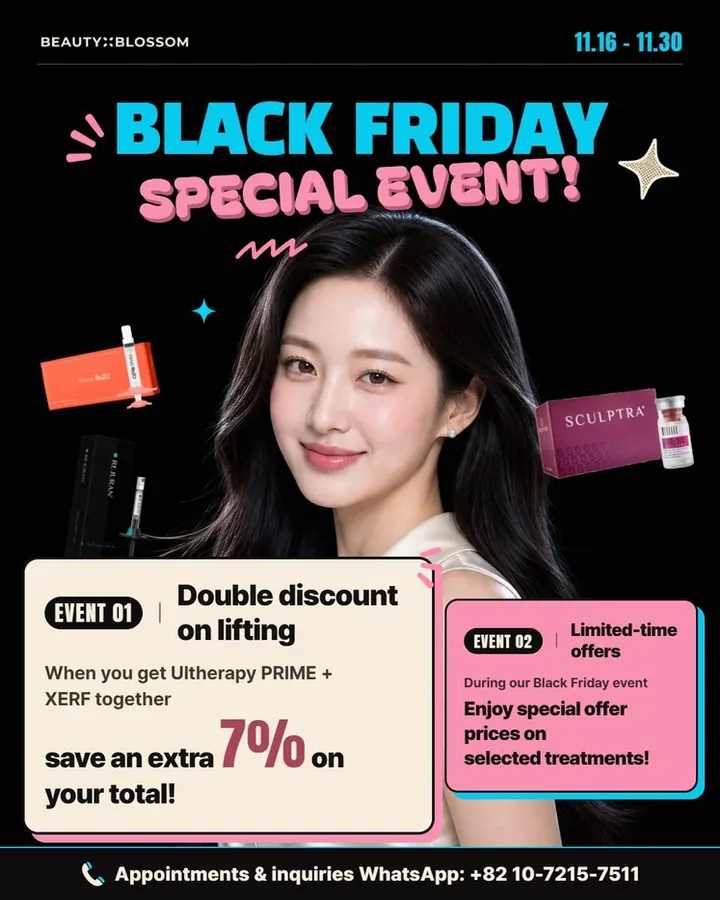 BEAUTY::BLOSSOM
11.16 - 11.30
BLACK FRIDAY
SPECIAL EVENT!
Re2O
SCULPTRA
REJURAN
EVENT 01
Double discount
on lifting
When you get Ultherapy PRIME +
XERF together
save an extra 7% on
your total!
EVENT 02
Limited-time
offers
During our Black Friday event
Enjoy special offer
prices on
selected treatments!
Appointments & inquiries WhatsApp: +82 10-7215-7511